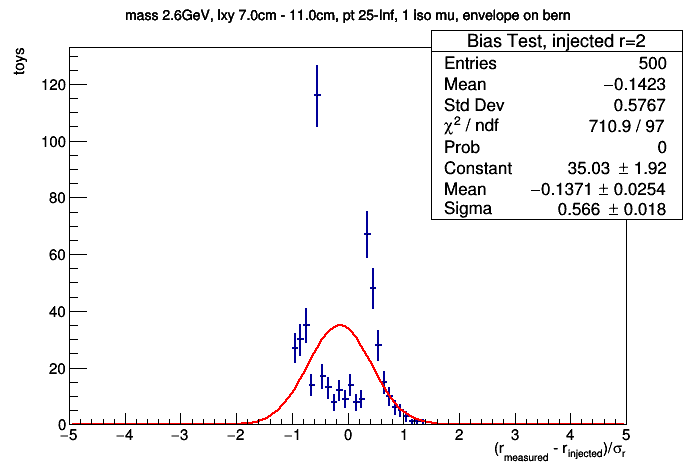 mass 2.6GeV, lxy 7.0cm - 11.0cm, pt 25-Inf, 1 Iso mu, envelope on bern
Bias Test, injected r=2
Entries 500
Mean −0.1423
Std Dev 0.5767
χ² / ndf 710.9 / 97
Prob 0
Constant 35.03 ± 1.92
Mean −0.1371 ± 0.0254
Sigma 0.566 ± 0.018
toys
120
100
80
60
40
20
0
−5 −4 −3 −2 −1 0 1 2 3 4 5
(r_measured - r_injected)/σ_r